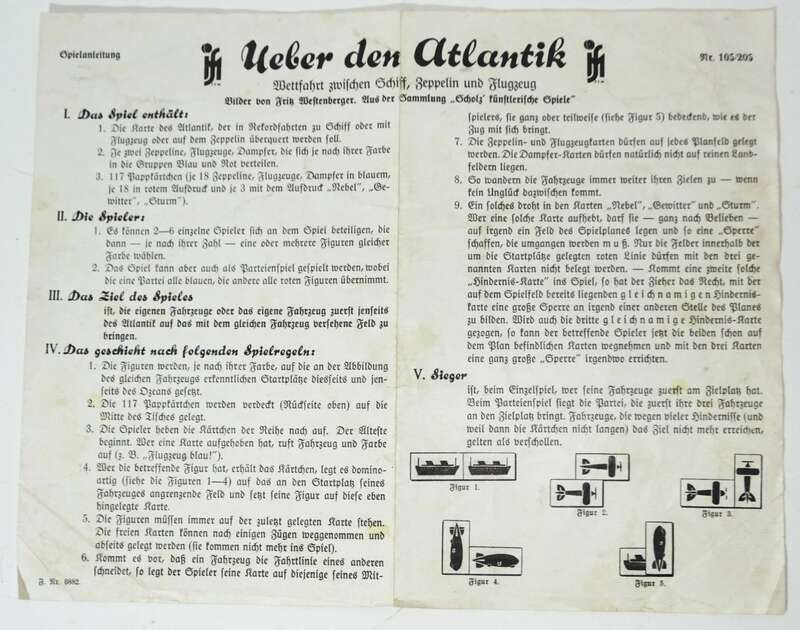 Spielanleitung
Ueber den Atlantik
Nr. 105/205
Wettfahrt zwischen Schiff, Zeppelin und Flugzeug
Bilder von Fritz Westenberger. Aus der Sammlung „Scholz' künstlerische Spiele"
I. Das Spiel enthält:
1. Die Karte des Atlantik, der in Rekordfahrten zu Schiff oder mit
Flugzeug oder auf dem Zeppelin überquert werden soll.
2. Je zwei Zeppeline, Flugzeuge, Dampfer, die sich je nach ihrer Farbe
in die Gruppen Blau und Rot verteilen.
3. 117 Pappkärtchen (je 18 Zeppeline, Flugzeuge, Dampfer in blauem,
je 18 in rotem Aufdruck und je 3 mit dem Aufdruck „Nebel", „Ge-
witter", „Sturm").
II. Die Spieler:
1. Es können 2—6 einzelne Spieler sich an dem Spiel beteiligen, die
dann — je nach ihrer Zahl — eine oder mehrere Figuren gleicher
Farbe wählen.
2. Das Spiel kann aber auch als Parteienspiel gespielt werden, wobei
die eine Partei alle blauen, die andere alle roten Figuren übernimmt.
III. Das Ziel des Spieles
ist, die eigenen Fahrzeuge oder das eigene Fahrzeug zuerst jenseits
des Atlantik auf das mit dem gleichen Fahrzeug versehene Feld zu
bringen.
IV. Das geschieht nach folgenden Spielregeln:
1. Die Figuren werden, je nach ihrer Farbe, auf die an der Abbildung
des gleichen Fahrzeugs erkenntlichen Startplätze diesseits und jen-
seits des Ozeans gesetzt.
2. Die 117 Pappkärtchen werden verdeckt (Rückseite oben) auf die
Mitte des Tisches gelegt.
3. Die Spieler heben die Kärtchen der Reihe nach auf. Der Älteste
beginnt. Wer eine Karte aufgehoben hat, ruft Fahrzeug und Farbe
auf (z. B. „Flugzeug blau!").
4. Wer die betreffende Figur hat, erhält das Kärtchen, legt es domino-
artig (siehe die Figuren 1—4) auf das an den Startplatz seines
Fahrzeuges angrenzende Feld und setzt seine Figur auf diese eben
hingelegte Karte.
5. Die Figuren müssen immer auf der zuletzt gelegten Karte stehen.
Die freien Karten können nach einigen Zügen weggenommen und
abseits gelegt werden (sie kommen nicht mehr ins Spiel).
6. Kommt es vor, daß ein Fahrzeug die Fahrtlinie eines anderen
schneidet, so legt der Spieler seine Karte auf diejenige seines Mit-
F. Nr. 6882.
spielers, sie ganz oder teilweise (siehe Figur 5) bedeckend, wie es der
Zug mit sich bringt.
7. Die Zeppelin- und Flugzeugkarten dürfen auf jedes Planfeld gelegt
werden. Die Dampfer-Karten dürfen natürlich nicht auf reinen Land-
feldern liegen.
8. So wandern die Fahrzeuge immer weiter ihren Zielen zu — wenn
kein Unglück dazwischen kommt.
9. Ein solches droht in den Karten „Nebel", „Gewitter" und „Sturm".
Wer eine solche Karte aufhebt, darf sie — ganz nach Belieben —
auf irgend ein Feld des Spielplanes legen und so eine „Sperre"
schaffen, die umgangen werden muß. Nur die Felder innerhalb der
um die Startplätze gelegten roten Linie dürfen mit den drei ge-
nannten Karten nicht belegt werden. — Kommt eine zweite solche
„Hindernis-Karte" ins Spiel, so hat der Zieher das Recht, mit der
auf dem Spielfeld bereits liegenden gleichnamigen Hindernis-
karte eine große Sperre an irgend einer anderen Stelle des Planes
zu bilden. Wird auch die dritte gleichnamige Hindernis-Karte
gezogen, so kann der betreffende Spieler jetzt die beiden schon auf
dem Plan befindlichen Karten wegnehmen und mit den drei Karten
eine ganz große „Sperre" irgendwo errichten.
V. Sieger
ist, beim Einzelspiel, wer seine Fahrzeuge zuerst am Zielplatz hat.
Beim Parteienspiel siegt die Partei, die zuerst ihre drei Fahrzeuge
an den Zielplatz bringt. Fahrzeuge, die wegen vieler Hindernisse (und
weil dann die Kärtchen nicht langen) das Ziel nicht mehr erreichen,
gelten als verschollen.
Figur 1.
Figur 2.
Figur 3.
Figur 4.
Figur 5.